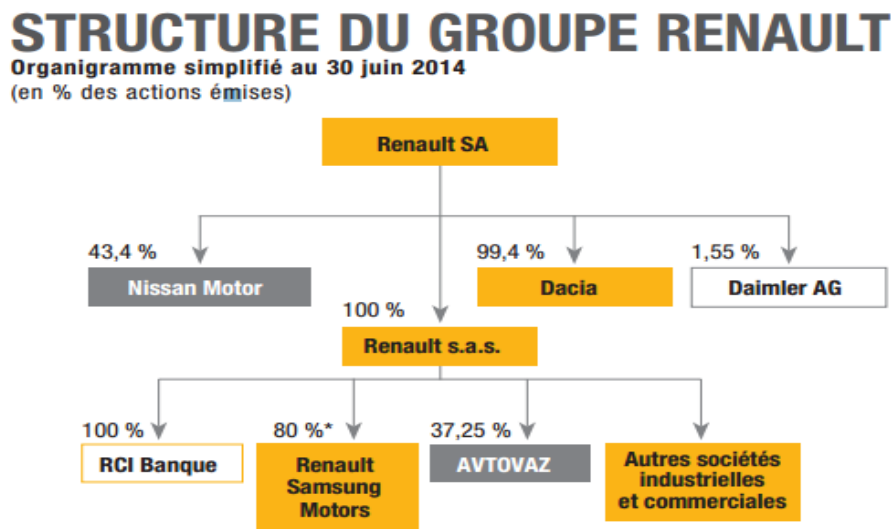 STRUCTURE DU GROUPE RENAULT
Organigramme simplifié au 30 juin 2014
(en % des actions émises)
Renault SA
43,4 %
99,4 %
1,55 %
Nissan Motor
Dacia
Daimler AG
100 %
Renault s.a.s.
100 %
80 %*
37,25 %
RCI Banque
Renault
Samsung
Motors
AVTOVAZ
Autres sociétés
industrielles
et commerciales